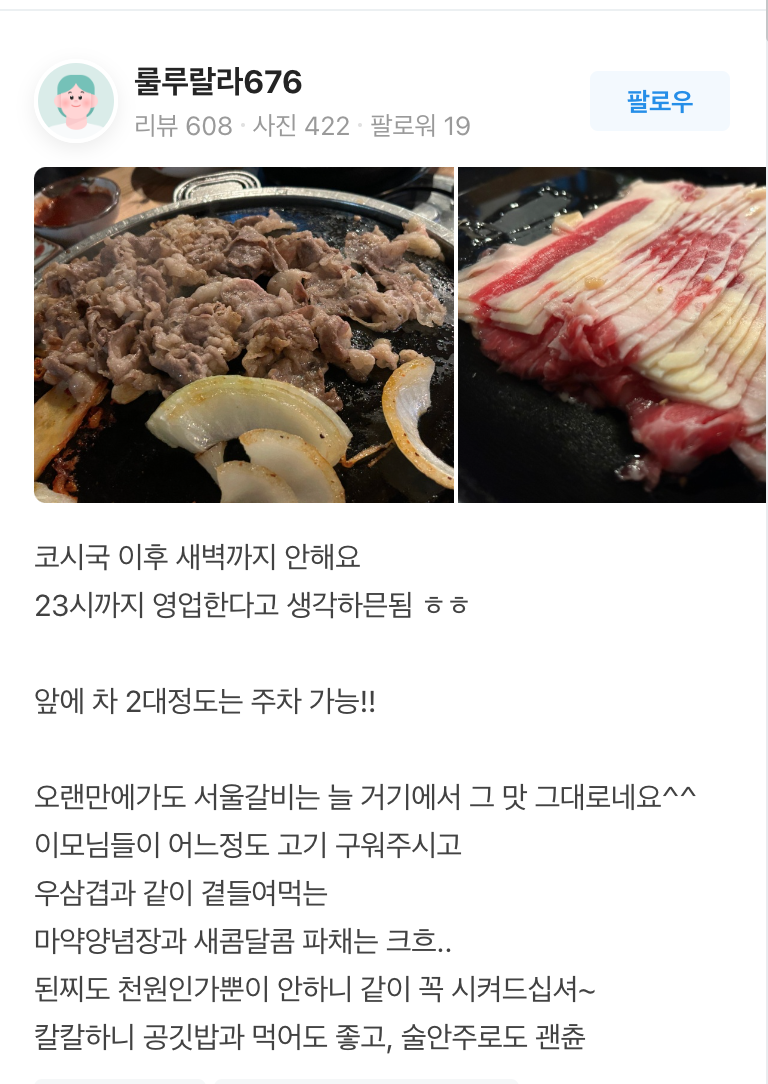 룰루랄라676
팔로우
리뷰 608 · 사진 422 · 팔로워 19
코시국 이후 새벽까지 안해요
23시까지 영업한다고 생각하믄됨 ㅎㅎ
앞에 차 2대정도는 주차 가능!!
오랜만에가도 서울갈비는 늘 거기에서 그 맛 그대로네요^^
이모님들이 어느정도 고기 구워주시고
우삼겹과 같이 곁들여먹는
마약양념장과 새콤달콤 파채는 크흐..
된찌도 천원인가뿐이 안하니 같이 꼭 시켜드십셔~
칼칼하니 공깃밥과 먹어도 좋고, 술안주로도 괜츈